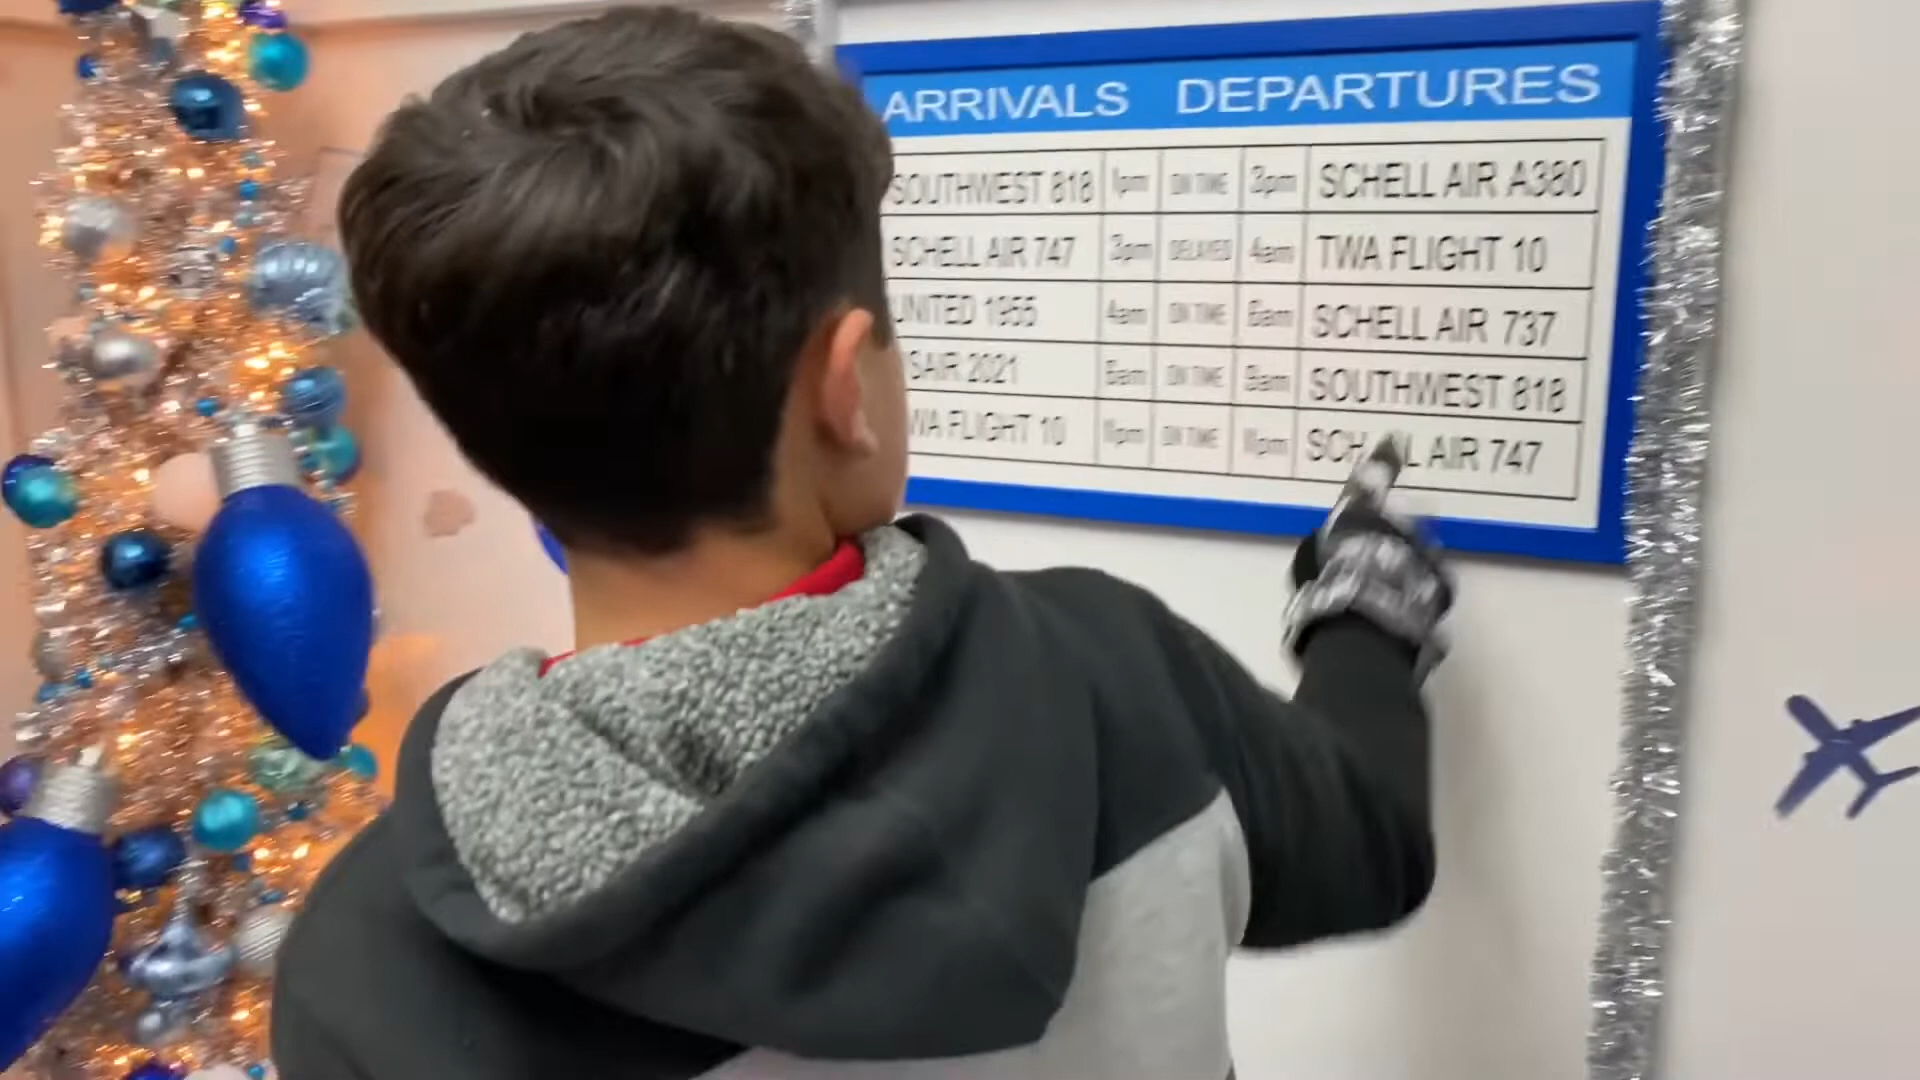 ARRIVALS DEPARTURES
SOUTHWEST 818 1pm ON TIME 3pm SCHELL AIR A380
SCHELL AIR 747 3pm DELAYED 4am TWA FLIGHT 10
UNITED 1955 4am ON TIME 6am SCHELL AIR 737
SAIR 2021 6am ON TIME 9am SOUTHWEST 818
WA FLIGHT 10 11pm ON TIME 11pm SCHELL AIR 747